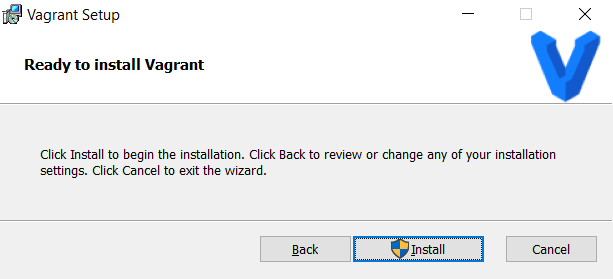 Vagrant Setup
Ready to install Vagrant
Click Install to begin the installation. Click Back to review or change any of your installation
settings. Click Cancel to exit the wizard.
Back Install Cancel